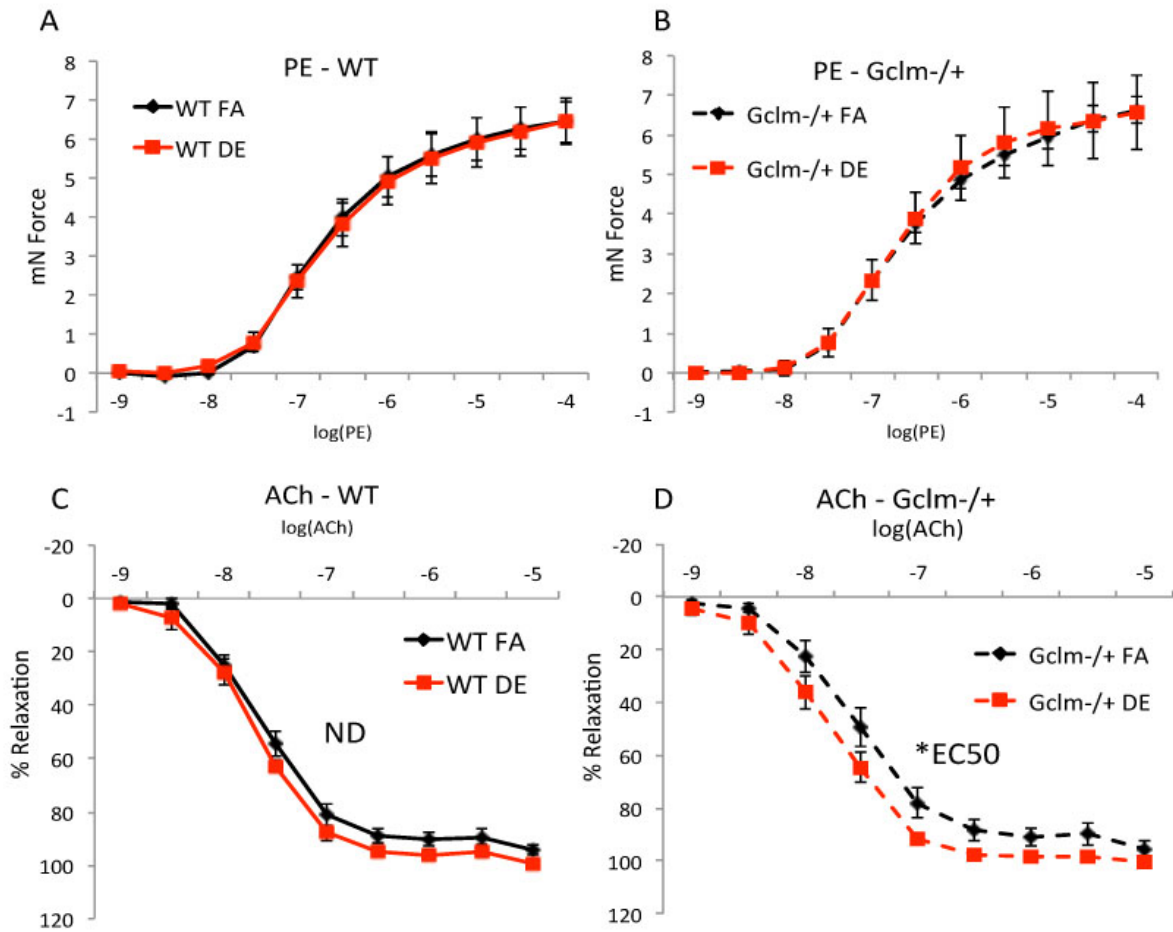 A
PE - WT
WT FA
WT DE
mN Force
8
7
6
5
4
3
2
1
0
-1
-9
-8
-7
-6
-5
-4
log(PE)
B
PE - Gclm-/+
Gclm-/+ FA
Gclm-/+ DE
mN Force
8
7
6
5
4
3
2
1
0
-1
-9
-8
-7
-6
-5
-4
log(PE)
C
ACh - WT
log(ACh)
-20
-9
-8
-7
-6
-5
0
20
40
60
80
100
120
% Relaxation
WT FA
WT DE
ND
D
ACh - Gclm-/+
log(ACh)
-20
-9
-8
-7
-6
-5
0
20
40
60
80
100
120
% Relaxation
Gclm-/+ FA
Gclm-/+ DE
*EC50